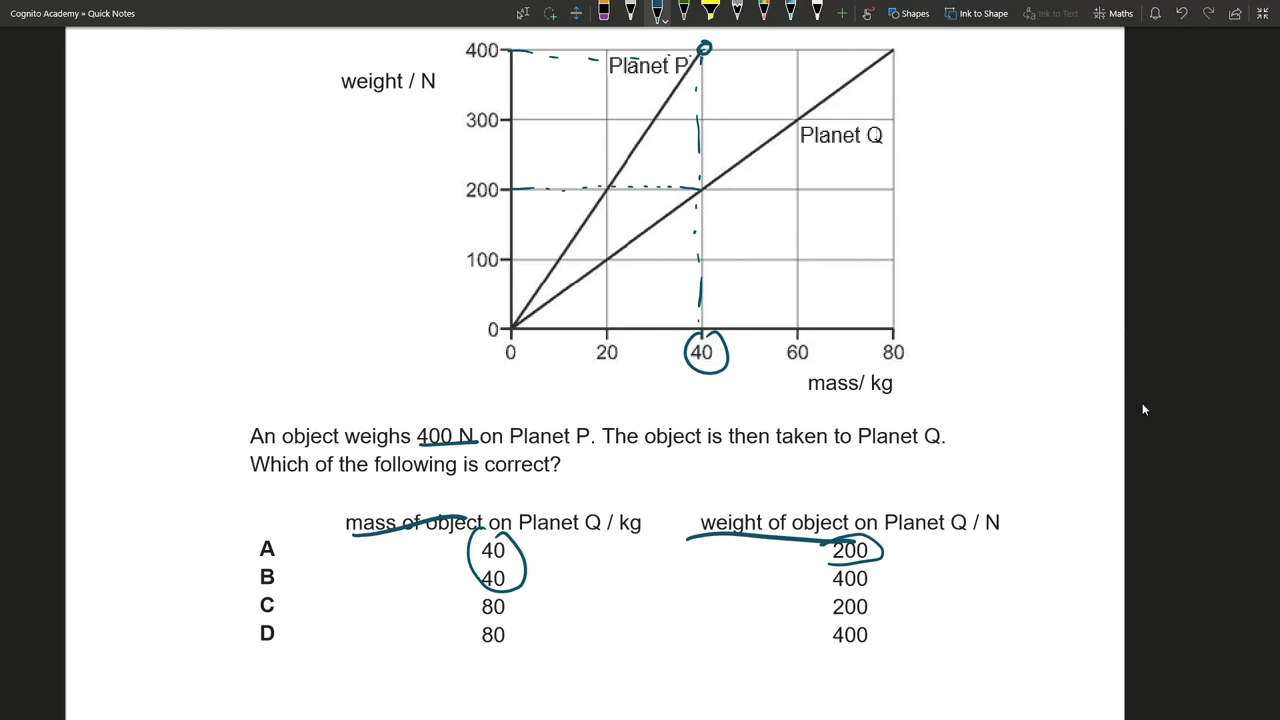 Cognito Academy » Quick Notes
Shapes Ink to Shape Ink to Text Maths
400
Planet P
weight / N
300
Planet Q
200
100
0
0 20 40 60 80
mass/ kg
An object weighs 400 N on Planet P. The object is then taken to Planet Q.
Which of the following is correct?
mass of object on Planet Q / kg weight of object on Planet Q / N
A 40 200
B 40 400
C 80 200
D 80 400